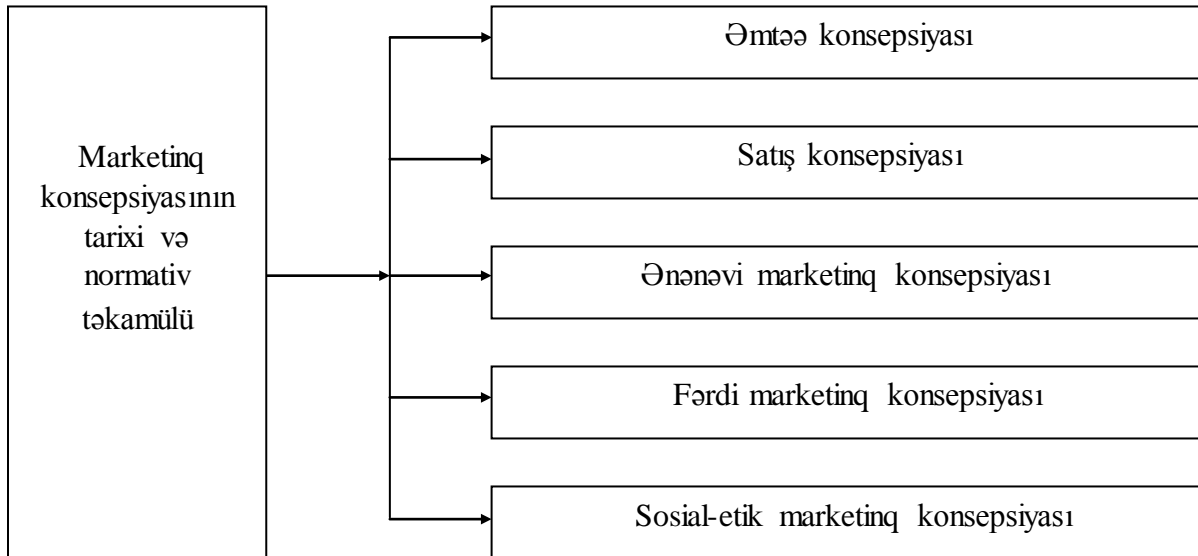 Marketinq
konsepsiyasının
tarixi və
normativ
təkamülü
Əmtəə konsepsiyası
Satış konsepsiyası
Ənənəvi marketinq konsepsiyası
Fərdi marketinq konsepsiyası
Sosial-etik marketinq konsepsiyası